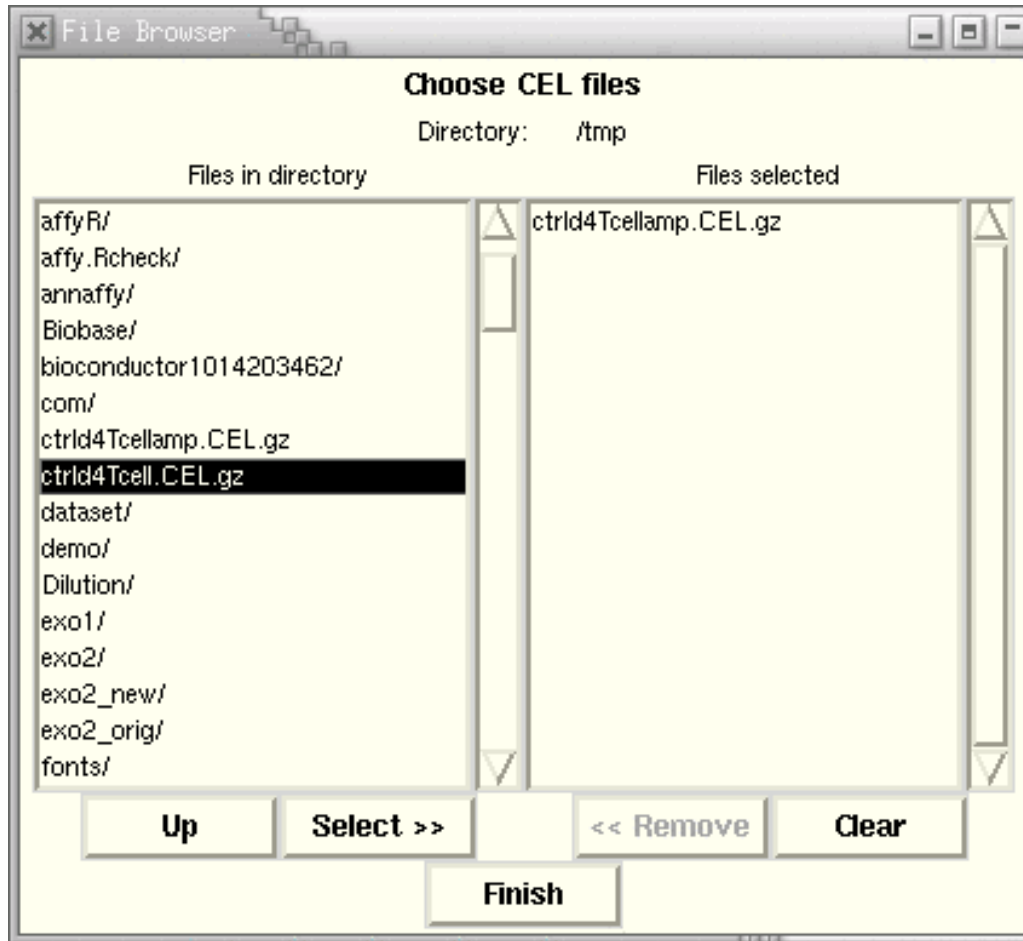 File Browser
Choose CEL files
Directory: /tmp
Files in directory
affyR/
affy.Rcheck/
annaffy/
Biobase/
bioconductor1014203462/
com/
ctrld4Tcellamp.CEL.gz
ctrld4Tcell.CEL.gz
dataset/
demo/
Dilution/
exo1/
exo2/
exo2_new/
exo2_orig/
fonts/
Files selected
ctrld4Tcellamp.CEL.gz
Up
Select >>
<< Remove
Clear
Finish